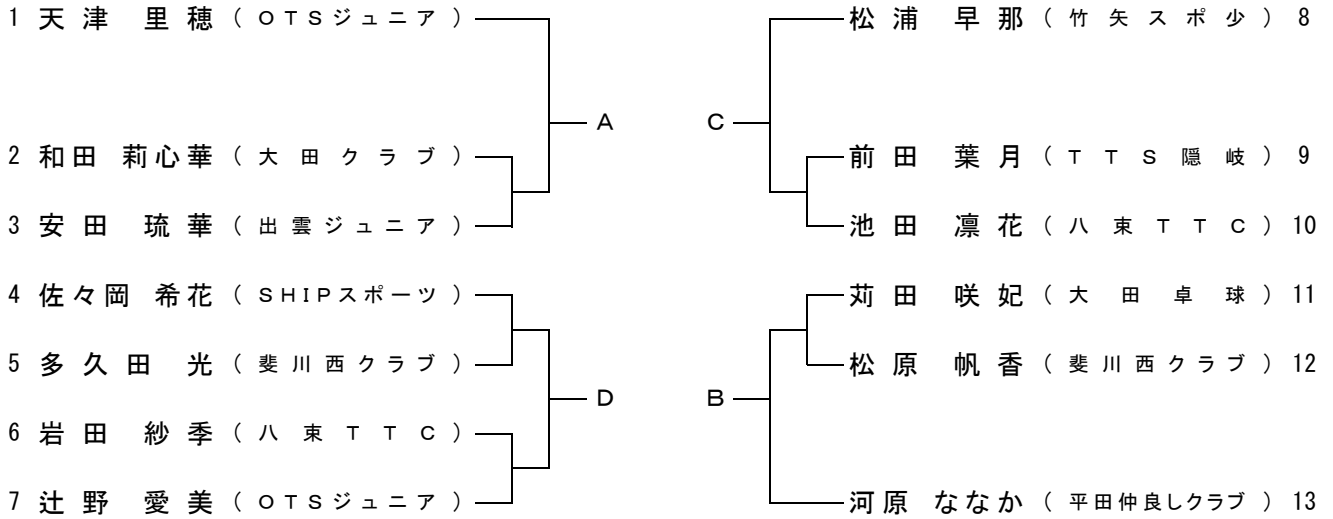 1 天津 里穂 (OTSジュニア)
A
2 和田 莉心華 (大田クラブ)
3 安田 琉華 (出雲ジュニア)
4 佐々岡 希花 (SHIPスポーツ)
5 多久田 光 (斐川西クラブ)
D
6 岩田 紗季 (八束TTC)
7 辻野 愛美 (OTSジュニア)
松浦 早那 (竹矢スポ少) 8
C
前田 葉月 (TTS隠岐) 9
池田 凛花 (八束TTC) 10
苅田 咲妃 (大田卓球) 11
松原 帆香 (斐川西クラブ) 12
B
河原 ななか (平田仲良しクラブ) 13